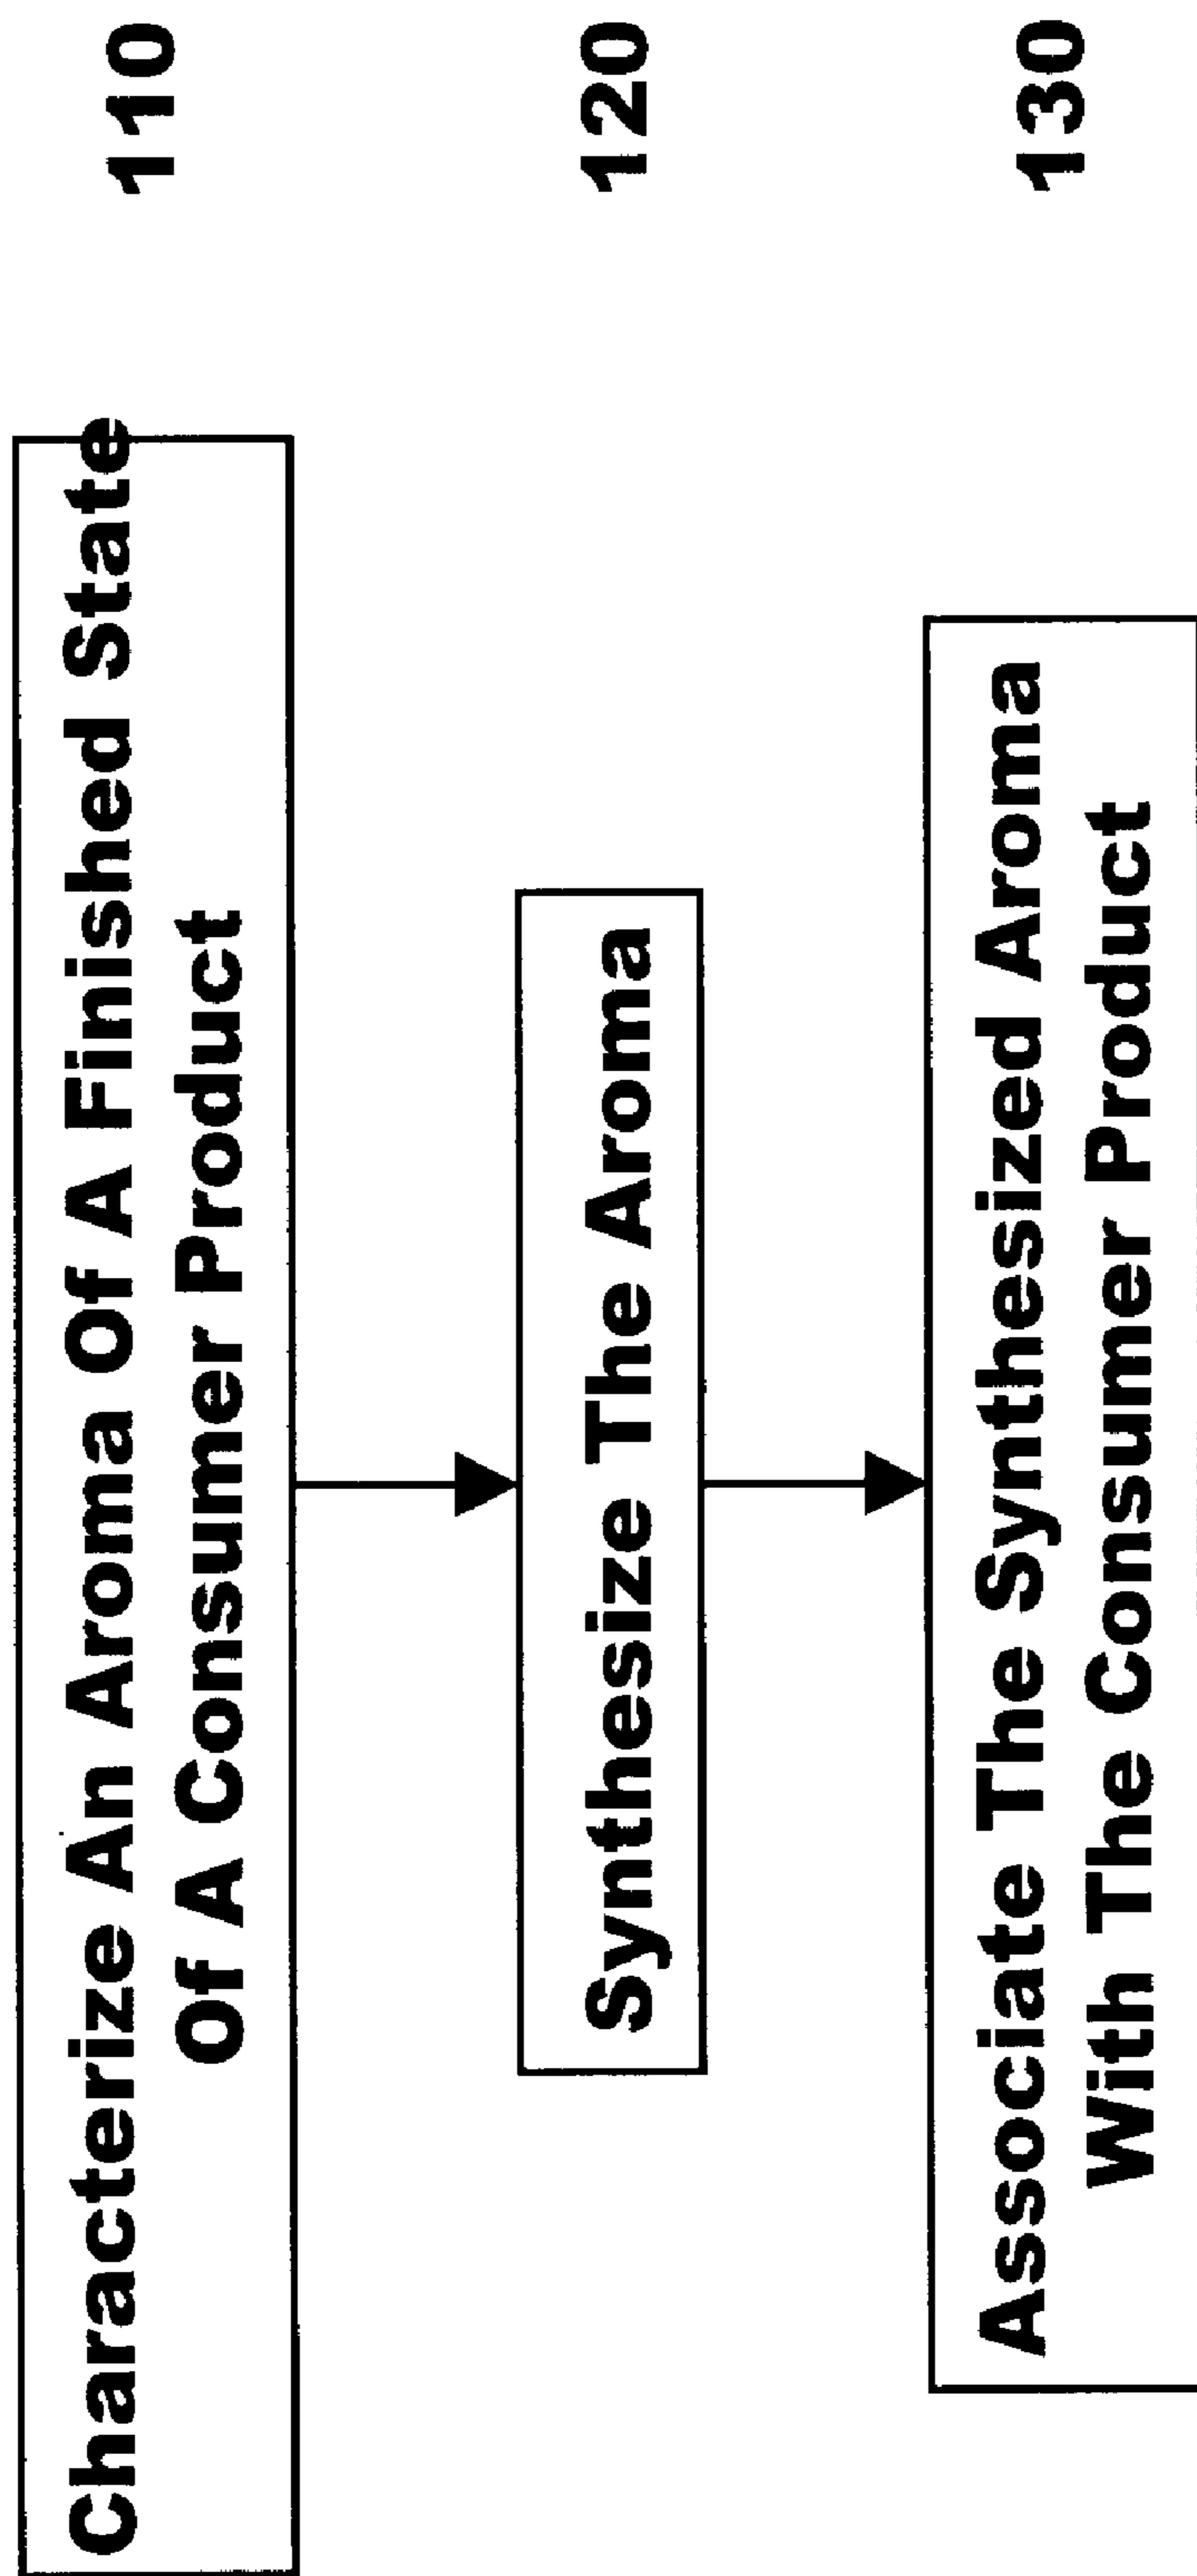 Characterize An Aroma Of A Finished State
Of A Consumer Product
110
Synthesize The Aroma
120
Associate The Synthesized Aroma
With The Consumer Product
130